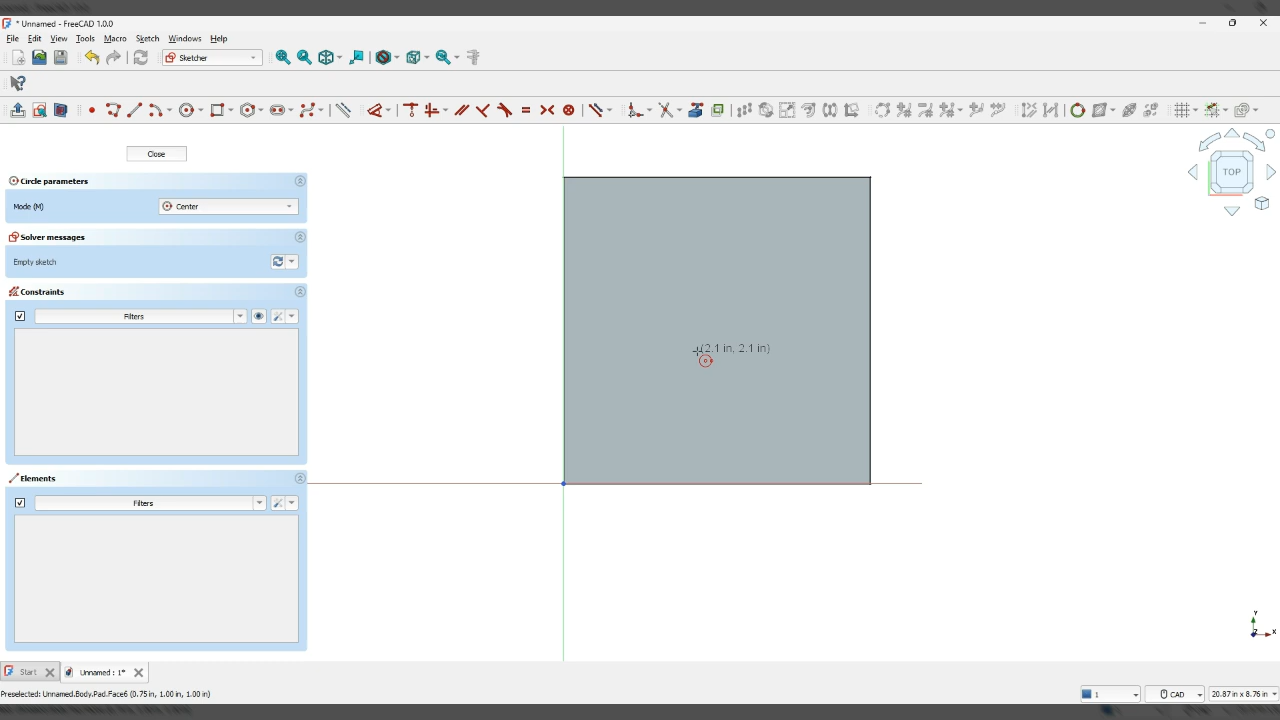 * Unnamed - FreeCAD 1.0.0
File Edit View Tools Macro Sketch Windows Help
Sketcher
Close
Circle parameters
Mode (M) Center
Solver messages
Empty sketch
Constraints
Filters
Elements
Filters
(2.1 in, 2.1 in)
TOP
Y
Z X
Start Unnamed : 1*
Preselected: Unnamed.Body.Pad.Face6 (0.75 in, 1.00 in, 1.00 in)
1 CAD 20.87 in x 8.76 in